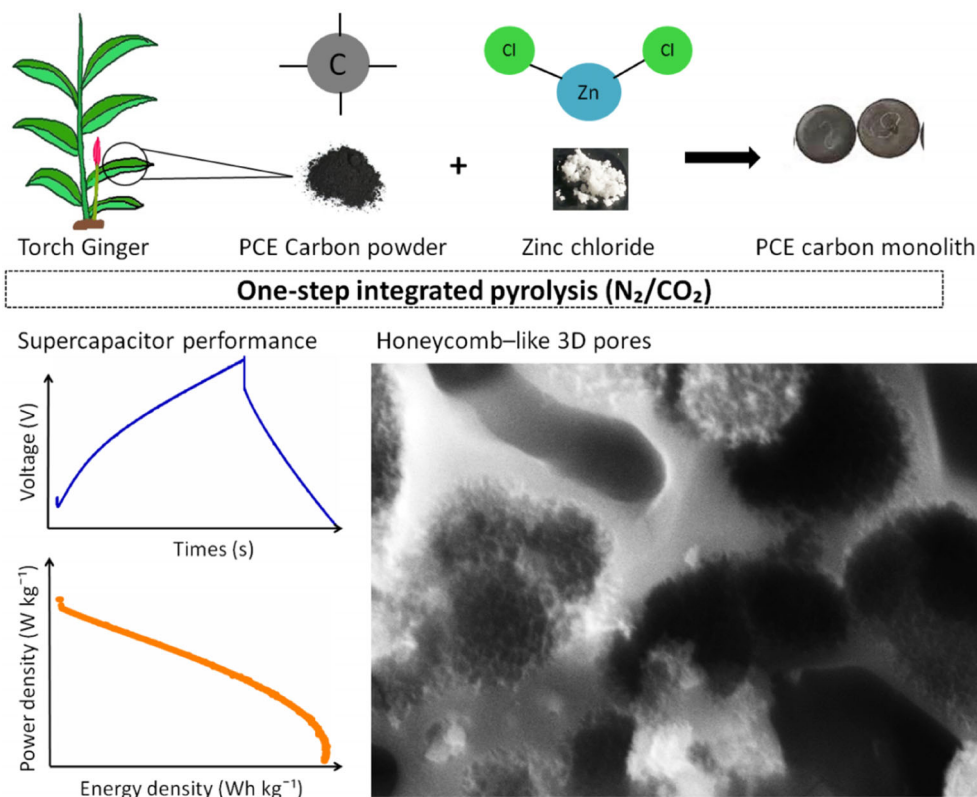 C
Cl
Cl
Zn
+
Torch Ginger
PCE Carbon powder
Zinc chloride
PCE carbon monolith
One-step integrated pyrolysis (N₂/CO₂)
Supercapacitor performance
Honeycomb–like 3D pores
Voltage (V)
Times (s)
Power density (W kg⁻¹)
Energy density (Wh kg⁻¹)